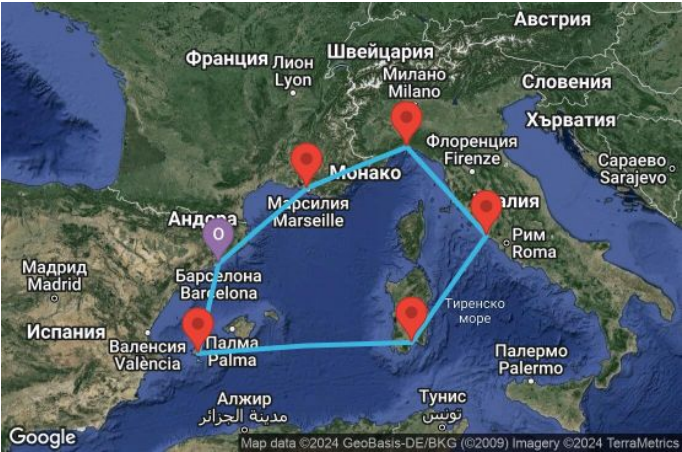 Австрия
Франция
Лион
Lyon
Швейцария
Милано
Milano
Словения
Хърватия
Флоренция
Firenze
Сараево
Sarajevo
Монако
Марсилия
Marseille
алия
Андора
O
Рим
Roma
Мадрид
Madrid
Барселона
Barcelona
Тиренско
море
Испания
Валенсия
València
Палма
Palma
Палермо
Palermo
Алжир
مدينة الجزائر
Тунис
تونس
Google
Map data ©2024 GeoBasis-DE/BKG (©2009) Imagery ©2024 TerraMetrics